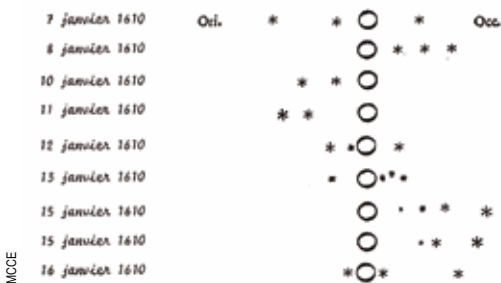 7 janvier 1610 Ori. Occ.
8 janvier 1610
10 janvier 1610
11 janvier 1610
12 janvier 1610
13 janvier 1610
15 janvier 1610
15 janvier 1610
16 janvier 1610
MCCE